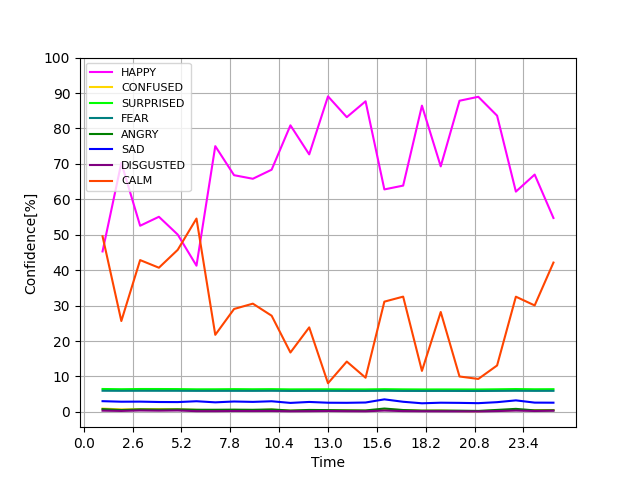 100
90
80
70
60
50
40
30
20
10
0
Confidence[%]
HAPPY
CONFUSED
SURPRISED
FEAR
ANGRY
SAD
DISGUSTED
CALM
0.0 2.6 5.2 7.8 10.4 13.0 15.6 18.2 20.8 23.4
Time